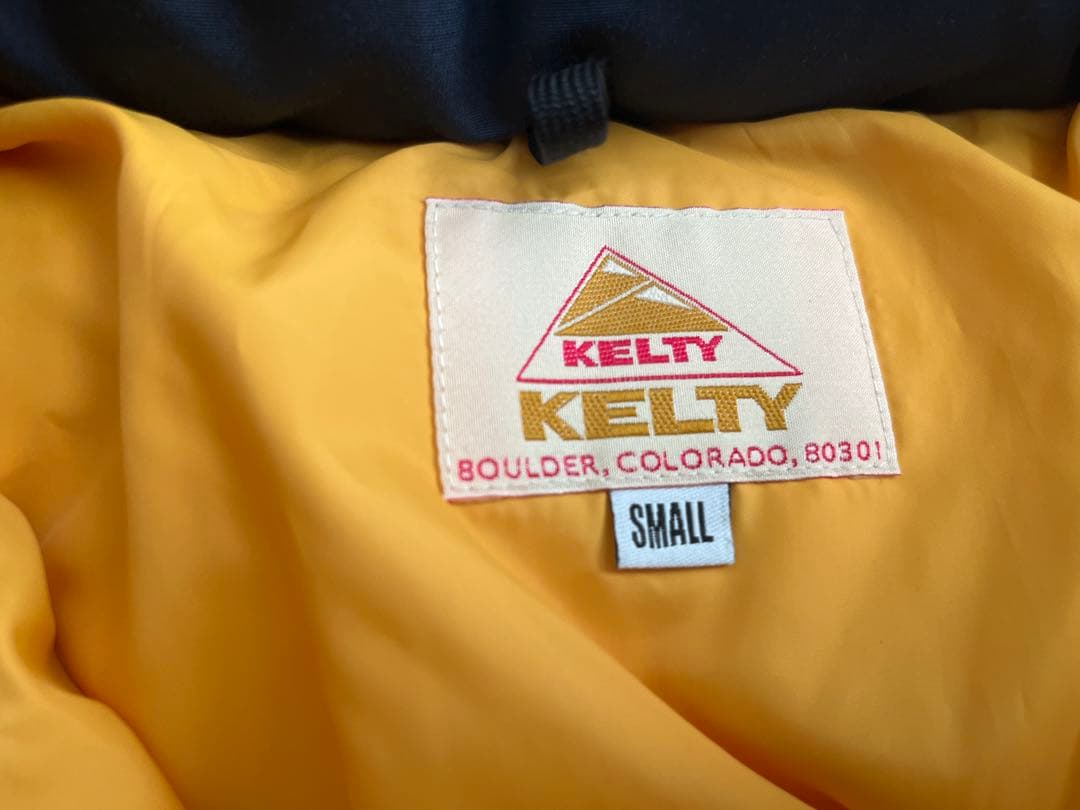 KELTY
KELTY
BOULDER, COLORADO, 80301
SMALL